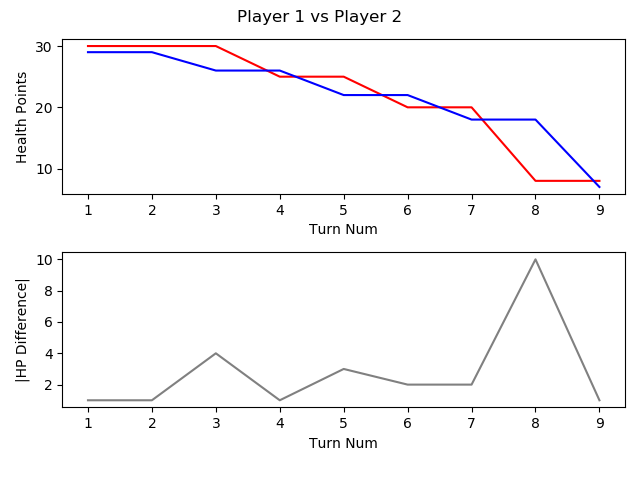 Player 1 vs Player 2
Health Points
30
20
10
1 2 3 4 5 6 7 8 9
Turn Num
|HP Difference|
10
8
6
4
2
1 2 3 4 5 6 7 8 9
Turn Num